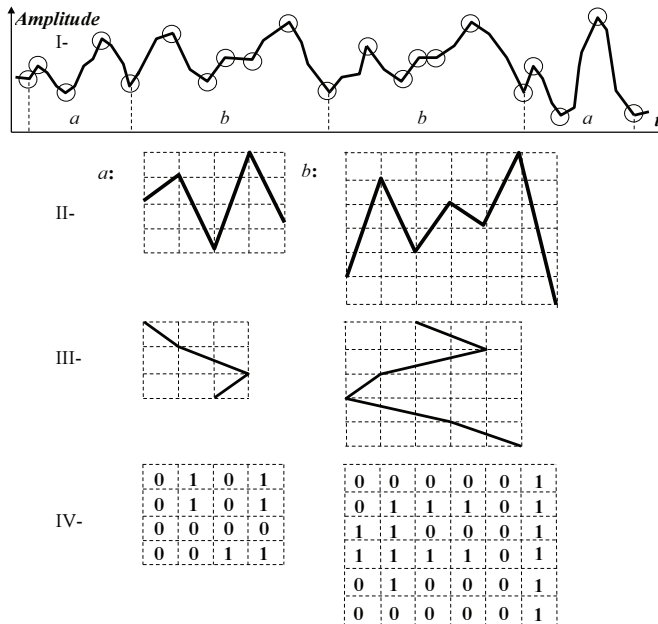 Amplitude
I-
a b b a t
a: b:
II-
III-
IV-
0 1 0 1
0 1 0 1
0 0 0 0
0 0 1 1
0 0 0 0 0 1
0 1 1 1 0 1
1 1 0 0 0 1
1 1 1 1 0 1
0 1 0 0 0 1
0 0 0 0 0 1